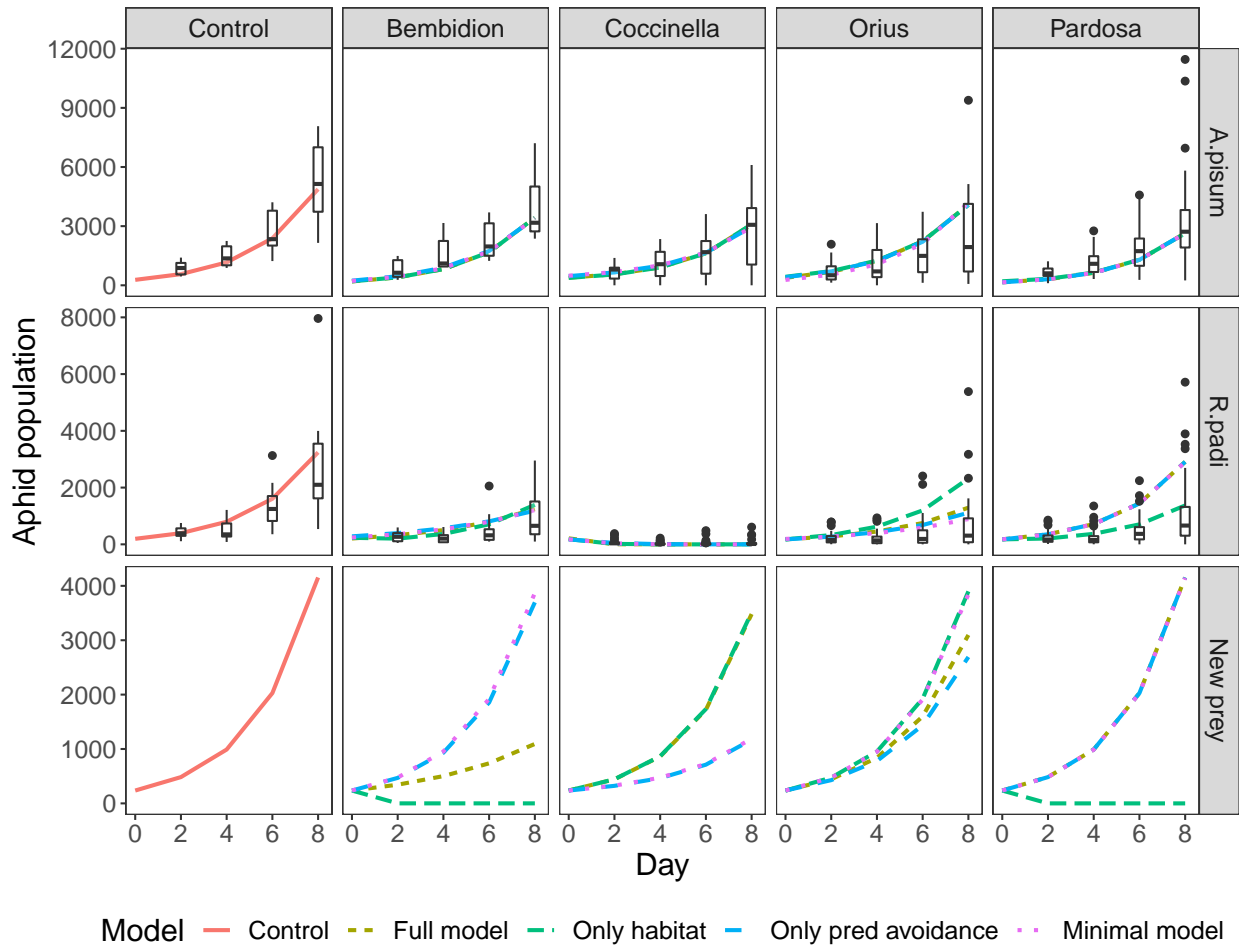 Control Bembidion Coccinella Orius Pardosa
12000
9000
6000
3000
0
A.pisum
8000
6000
4000
2000
0
R.padi
4000
3000
2000
1000
0
New prey
Aphid population
0 2 4 6 8 0 2 4 6 8 0 2 4 6 8 0 2 4 6 8 0 2 4 6 8
Day
Model Control Full model Only habitat Only pred avoidance Minimal model